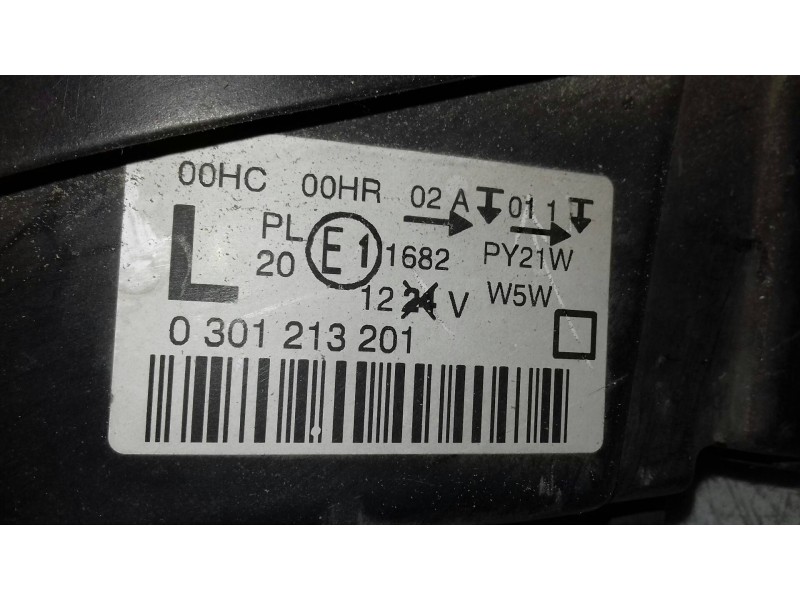 00HC 00HR 02 A 01 1
L PL E1 1682 PY21W
20
12 24 V W5W
0 301 213 201